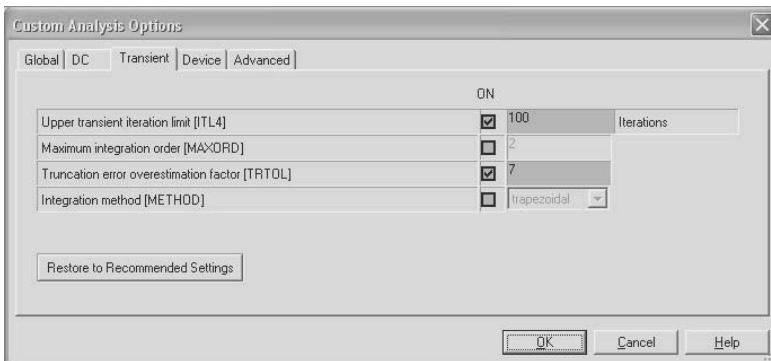 Custom Analysis Options
Global DC Transient Device Advanced
ON
Upper transient iteration limit [ITL4] 100 Iterations
Maximum integration order [MAXORD] 2
Truncation error overestimation factor [TRTOL] 7
Integration method [METHOD] trapezoidal
Restore to Recommended Settings
OK Cancel Help